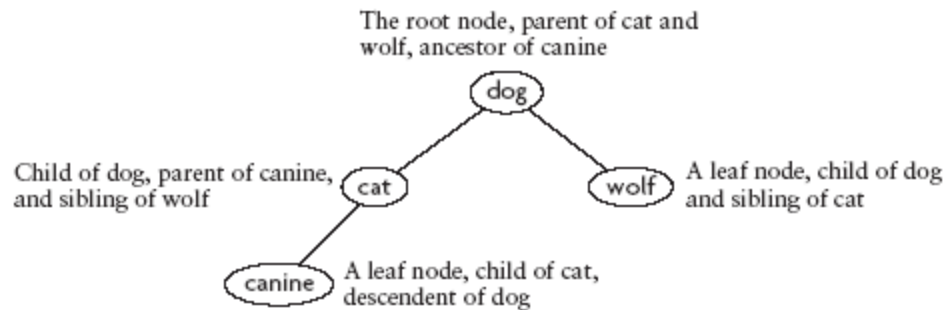 The root node, parent of cat and
wolf, ancestor of canine
dog
Child of dog, parent of canine,
and sibling of wolf
cat
wolf
A leaf node, child of dog
and sibling of cat
canine
A leaf node, child of cat,
descendent of dog